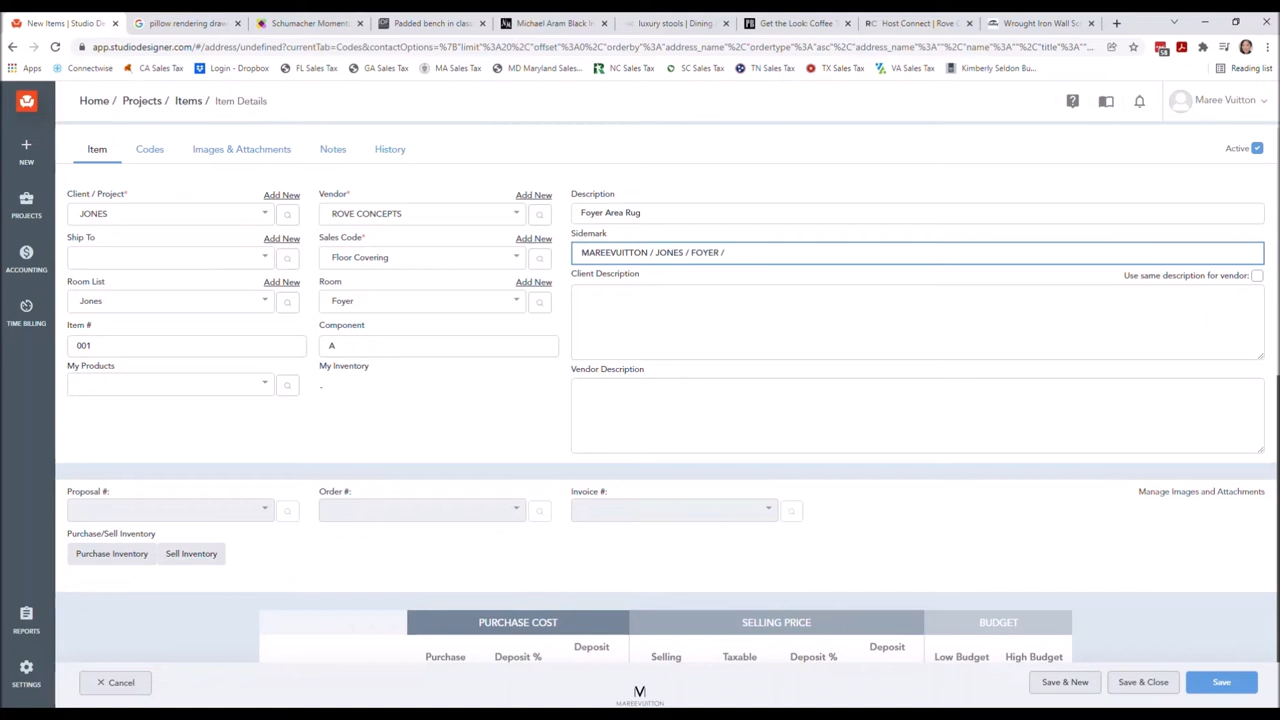 New Items | Studio De
pillow rendering draw
Schumacher Moment
Padded bench in class
Michael Aram Black I
luxury stools | Dining
Get the Look: Coffee T
RC - Host Connect | Rove C
Wrought Iron Wall Sc
app.studiodesigner.com/#/address/undefined?currentTab=Codes&contactOptions=%7B"limit"%3A20%2C"offset"%3A0%2C"orderby"%3A"address_name"%2C"ordertype"%3A"asc"%2C"address_name"%3A""%2C"name"%3A""%2C"title"%3A"...
58
Apps
Connectwise
CA Sales Tax
Login - Dropbox
FL Sales Tax
GA Sales Tax
MA Sales Tax
MD Maryland Sales...
NC Sales Tax
SC Sales Tax
TN Sales Tax
TX Sales Tax
VA Sales Tax
Kimberly Seldon Bu...
Reading list
Home / Projects / Items / Item Details
Maree Vuitton
NEW
PROJECTS
ACCOUNTING
TIME BILLING
REPORTS
SETTINGS
Item Codes Images & Attachments Notes History
Active
Client / Project* Add New
JONES
Vendor* Add New
ROVE CONCEPTS
Description
Foyer Area Rug
Sidemark
MAREEVUITTON / JONES / FOYER /
Ship To Add New
Sales Code* Add New
Floor Covering
Client Description
Use same description for vendor:
Room List Add New
Jones
Room Add New
Foyer
Item #
001
Component
A
My Products
My Inventory
-
Vendor Description
Proposal #:
Order #:
Invoice #:
Manage Images and Attachments
Purchase/Sell Inventory
Purchase Inventory Sell Inventory
PURCHASE COST SELLING PRICE BUDGET
Purchase Deposit % Deposit Selling Taxable Deposit % Deposit Low Budget High Budget
× Cancel
M
MAREEVUITTON
Save & New
Save & Close
Save